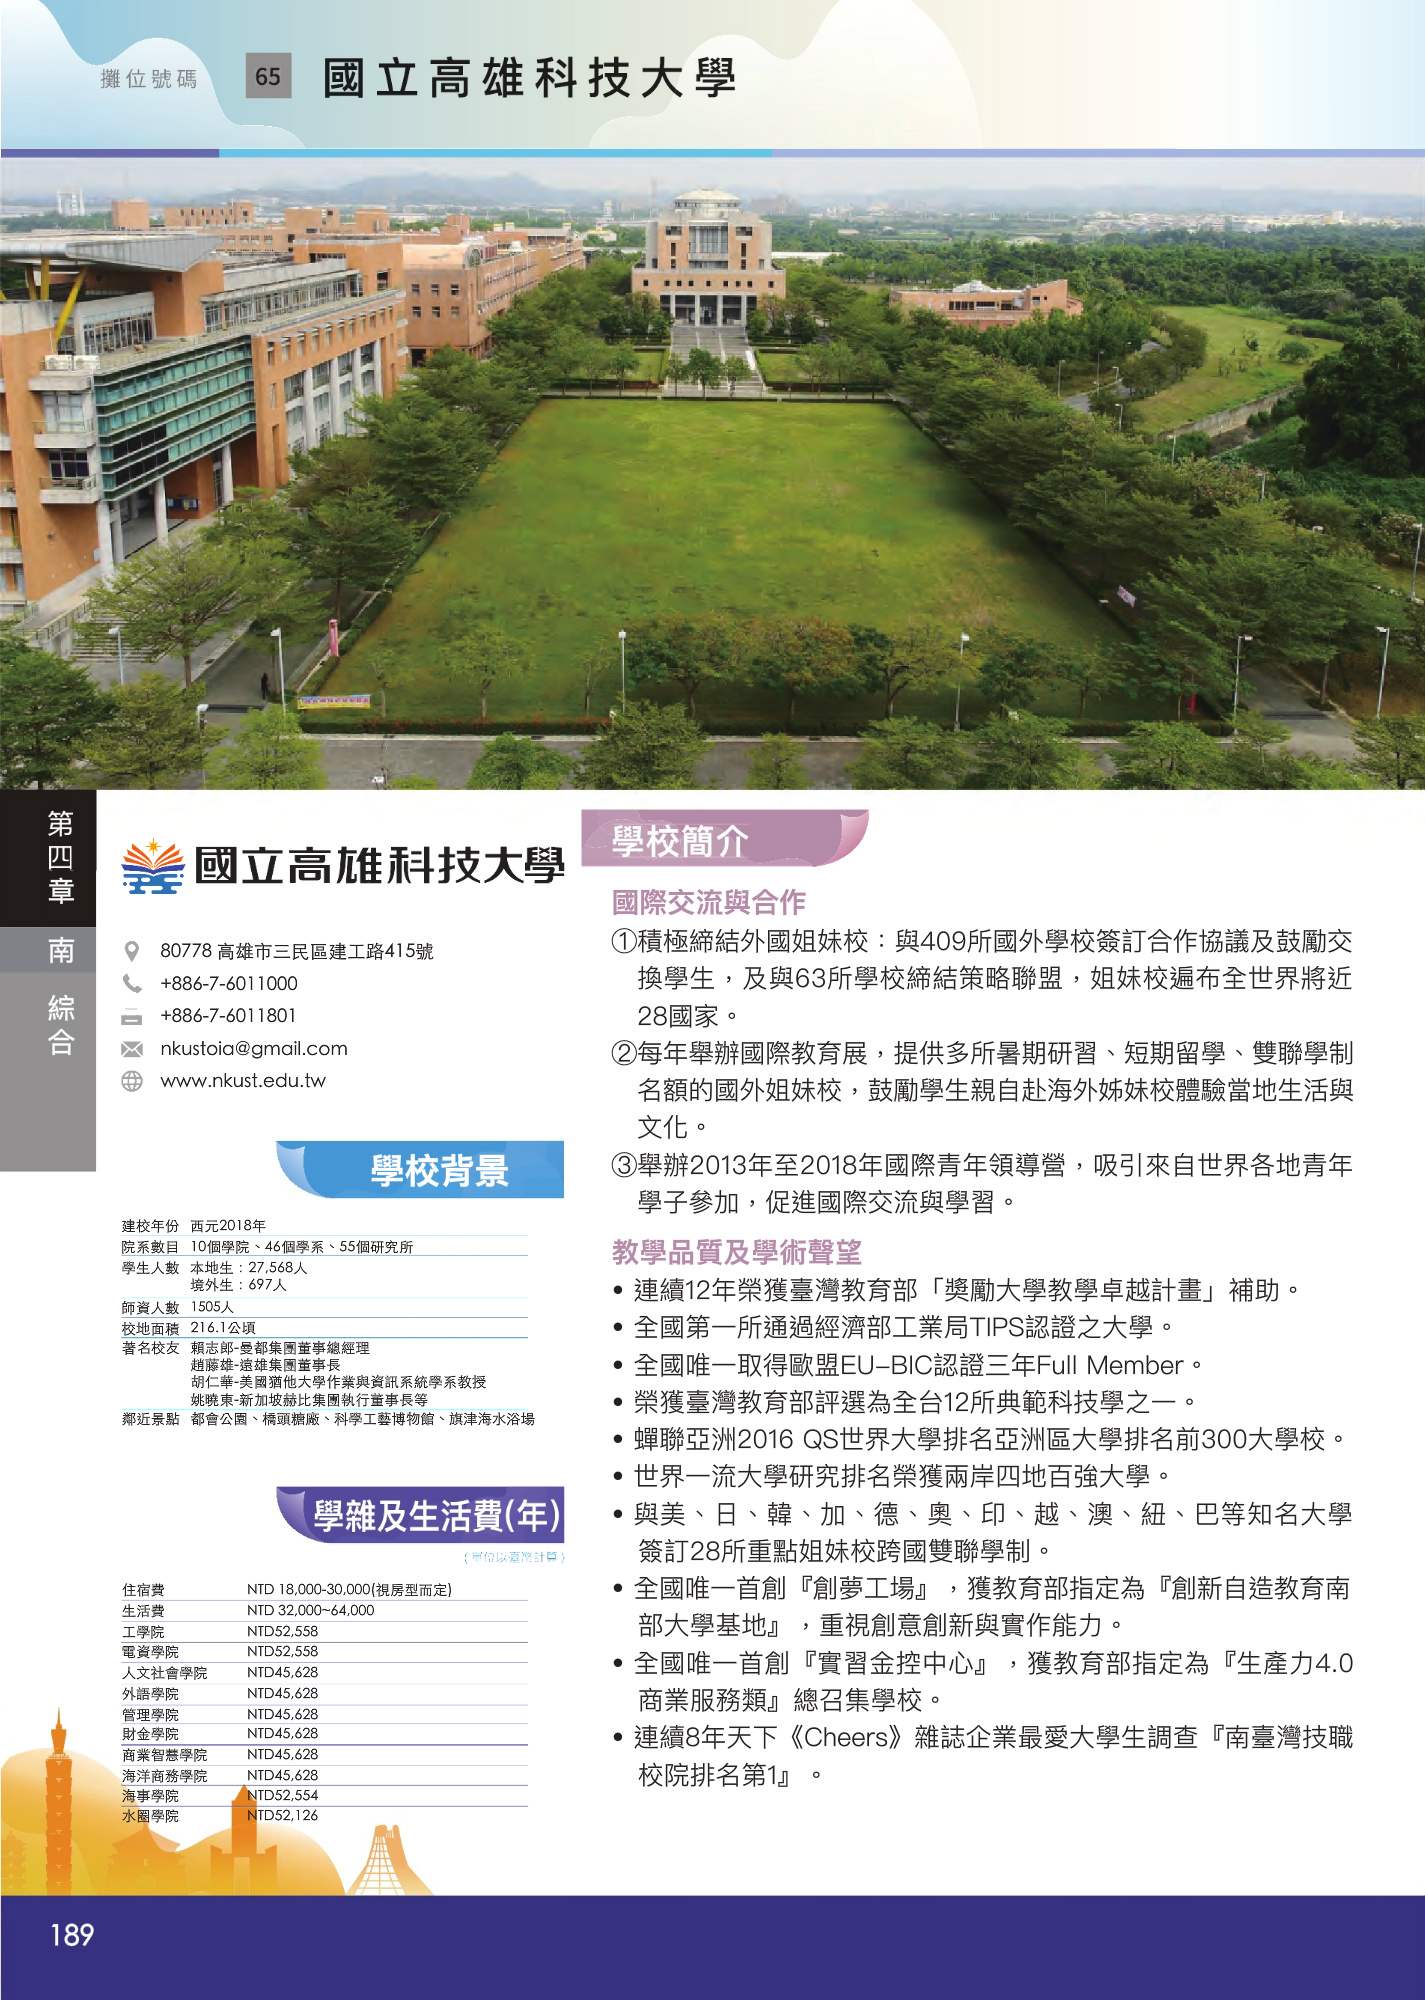 攤位號碼 65 國立高雄科技大學
第四章
南
綜合
國立高雄科技大學
80778 高雄市三民區建工路415號
+886-7-6011000
+886-7-6011801
nkustoia@gmail.com
www.nkust.edu.tw
學校背景
建校年份 西元2018年
院系數目 10個學院、46個學系、55個研究所
學生人數 本地生：27,568人
境外生：697人
師資人數 1505人
校地面積 216.1公頃
著名校友 賴志郎-曼都集團董事總經理
趙藤雄-遠雄集團董事長
胡仁華-美國猶他大學作業與資訊系統學系教授
姚曉東-新加坡赫比集團執行董事長等
鄰近景點 都會公園、橋頭糖廠、科學工藝博物館、旗津海水浴場
學雜及生活費(年)
(單位以臺幣計算)
住宿費 NTD 18,000-30,000(視房型而定)
生活費 NTD 32,000~64,000
工學院 NTD52,558
電資學院 NTD52,558
人文社會學院 NTD45,628
外語學院 NTD45,628
管理學院 NTD45,628
財金學院 NTD45,628
商業智慧學院 NTD45,628
海洋商務學院 NTD45,628
海事學院 NTD52,554
水圈學院 NTD52,126
學校簡介
國際交流與合作
①積極締結外國姐妹校：與409所國外學校簽訂合作協議及鼓勵交
換學生，及與63所學校締結策略聯盟，姐妹校遍布全世界將近
28國家。
②每年舉辦國際教育展，提供多所暑期研習、短期留學、雙聯學制
名額的國外姐妹校，鼓勵學生親自赴海外姊妹校體驗當地生活與
文化。
③舉辦2013年至2018年國際青年領導營，吸引來自世界各地青年
學子參加，促進國際交流與學習。
教學品質及學術聲望
• 連續12年榮獲臺灣教育部「獎勵大學教學卓越計畫」補助。
• 全國第一所通過經濟部工業局TIPS認證之大學。
• 全國唯一取得歐盟EU-BIC認證三年Full Member。
• 榮獲臺灣教育部評選為全台12所典範科技學之一。
• 蟬聯亞洲2016 QS世界大學排名亞洲區大學排名前300大學校。
• 世界一流大學研究排名榮獲兩岸四地百強大學。
• 與美、日、韓、加、德、奧、印、越、澳、紐、巴等知名大學
簽訂28所重點姐妹校跨國雙聯學制。
• 全國唯一首創『創夢工場』，獲教育部指定為『創新自造教育南
部大學基地』，重視創意創新與實作能力。
• 全國唯一首創『實習金控中心』，獲教育部指定為『生產力4.0
商業服務類』總召集學校。
• 連續8年天下《Cheers》雜誌企業最愛大學生調查『南臺灣技職
校院排名第1』。
189